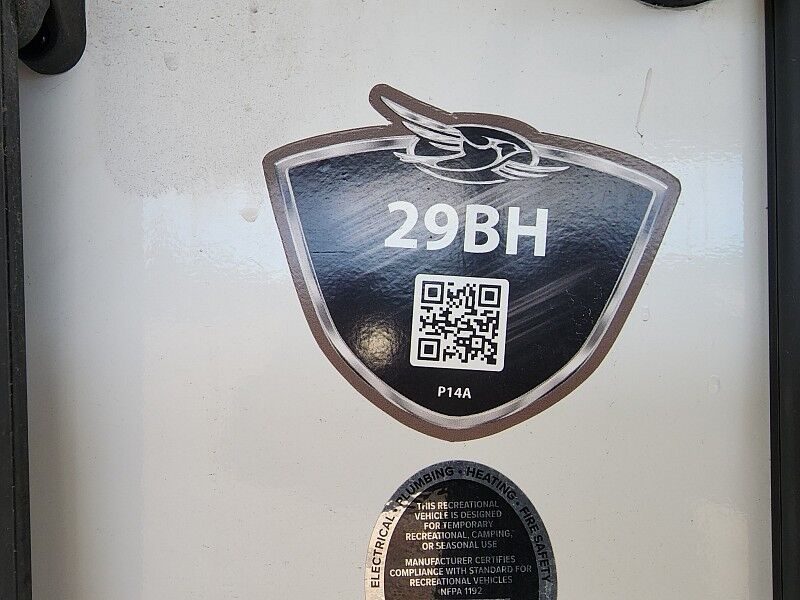 29BH
P14A
ELECTRICAL • PLUMBING • HEATING • FIRE SAFETY
THIS RECREATIONAL
VEHICLE IS DESIGNED
FOR TEMPORARY
RECREATIONAL, CAMPING,
OR SEASONAL USE
MANUFACTURER CERTIFIES
COMPLIANCE WITH STANDARD FOR
RECREATIONAL VEHICLES
NFPA 1192